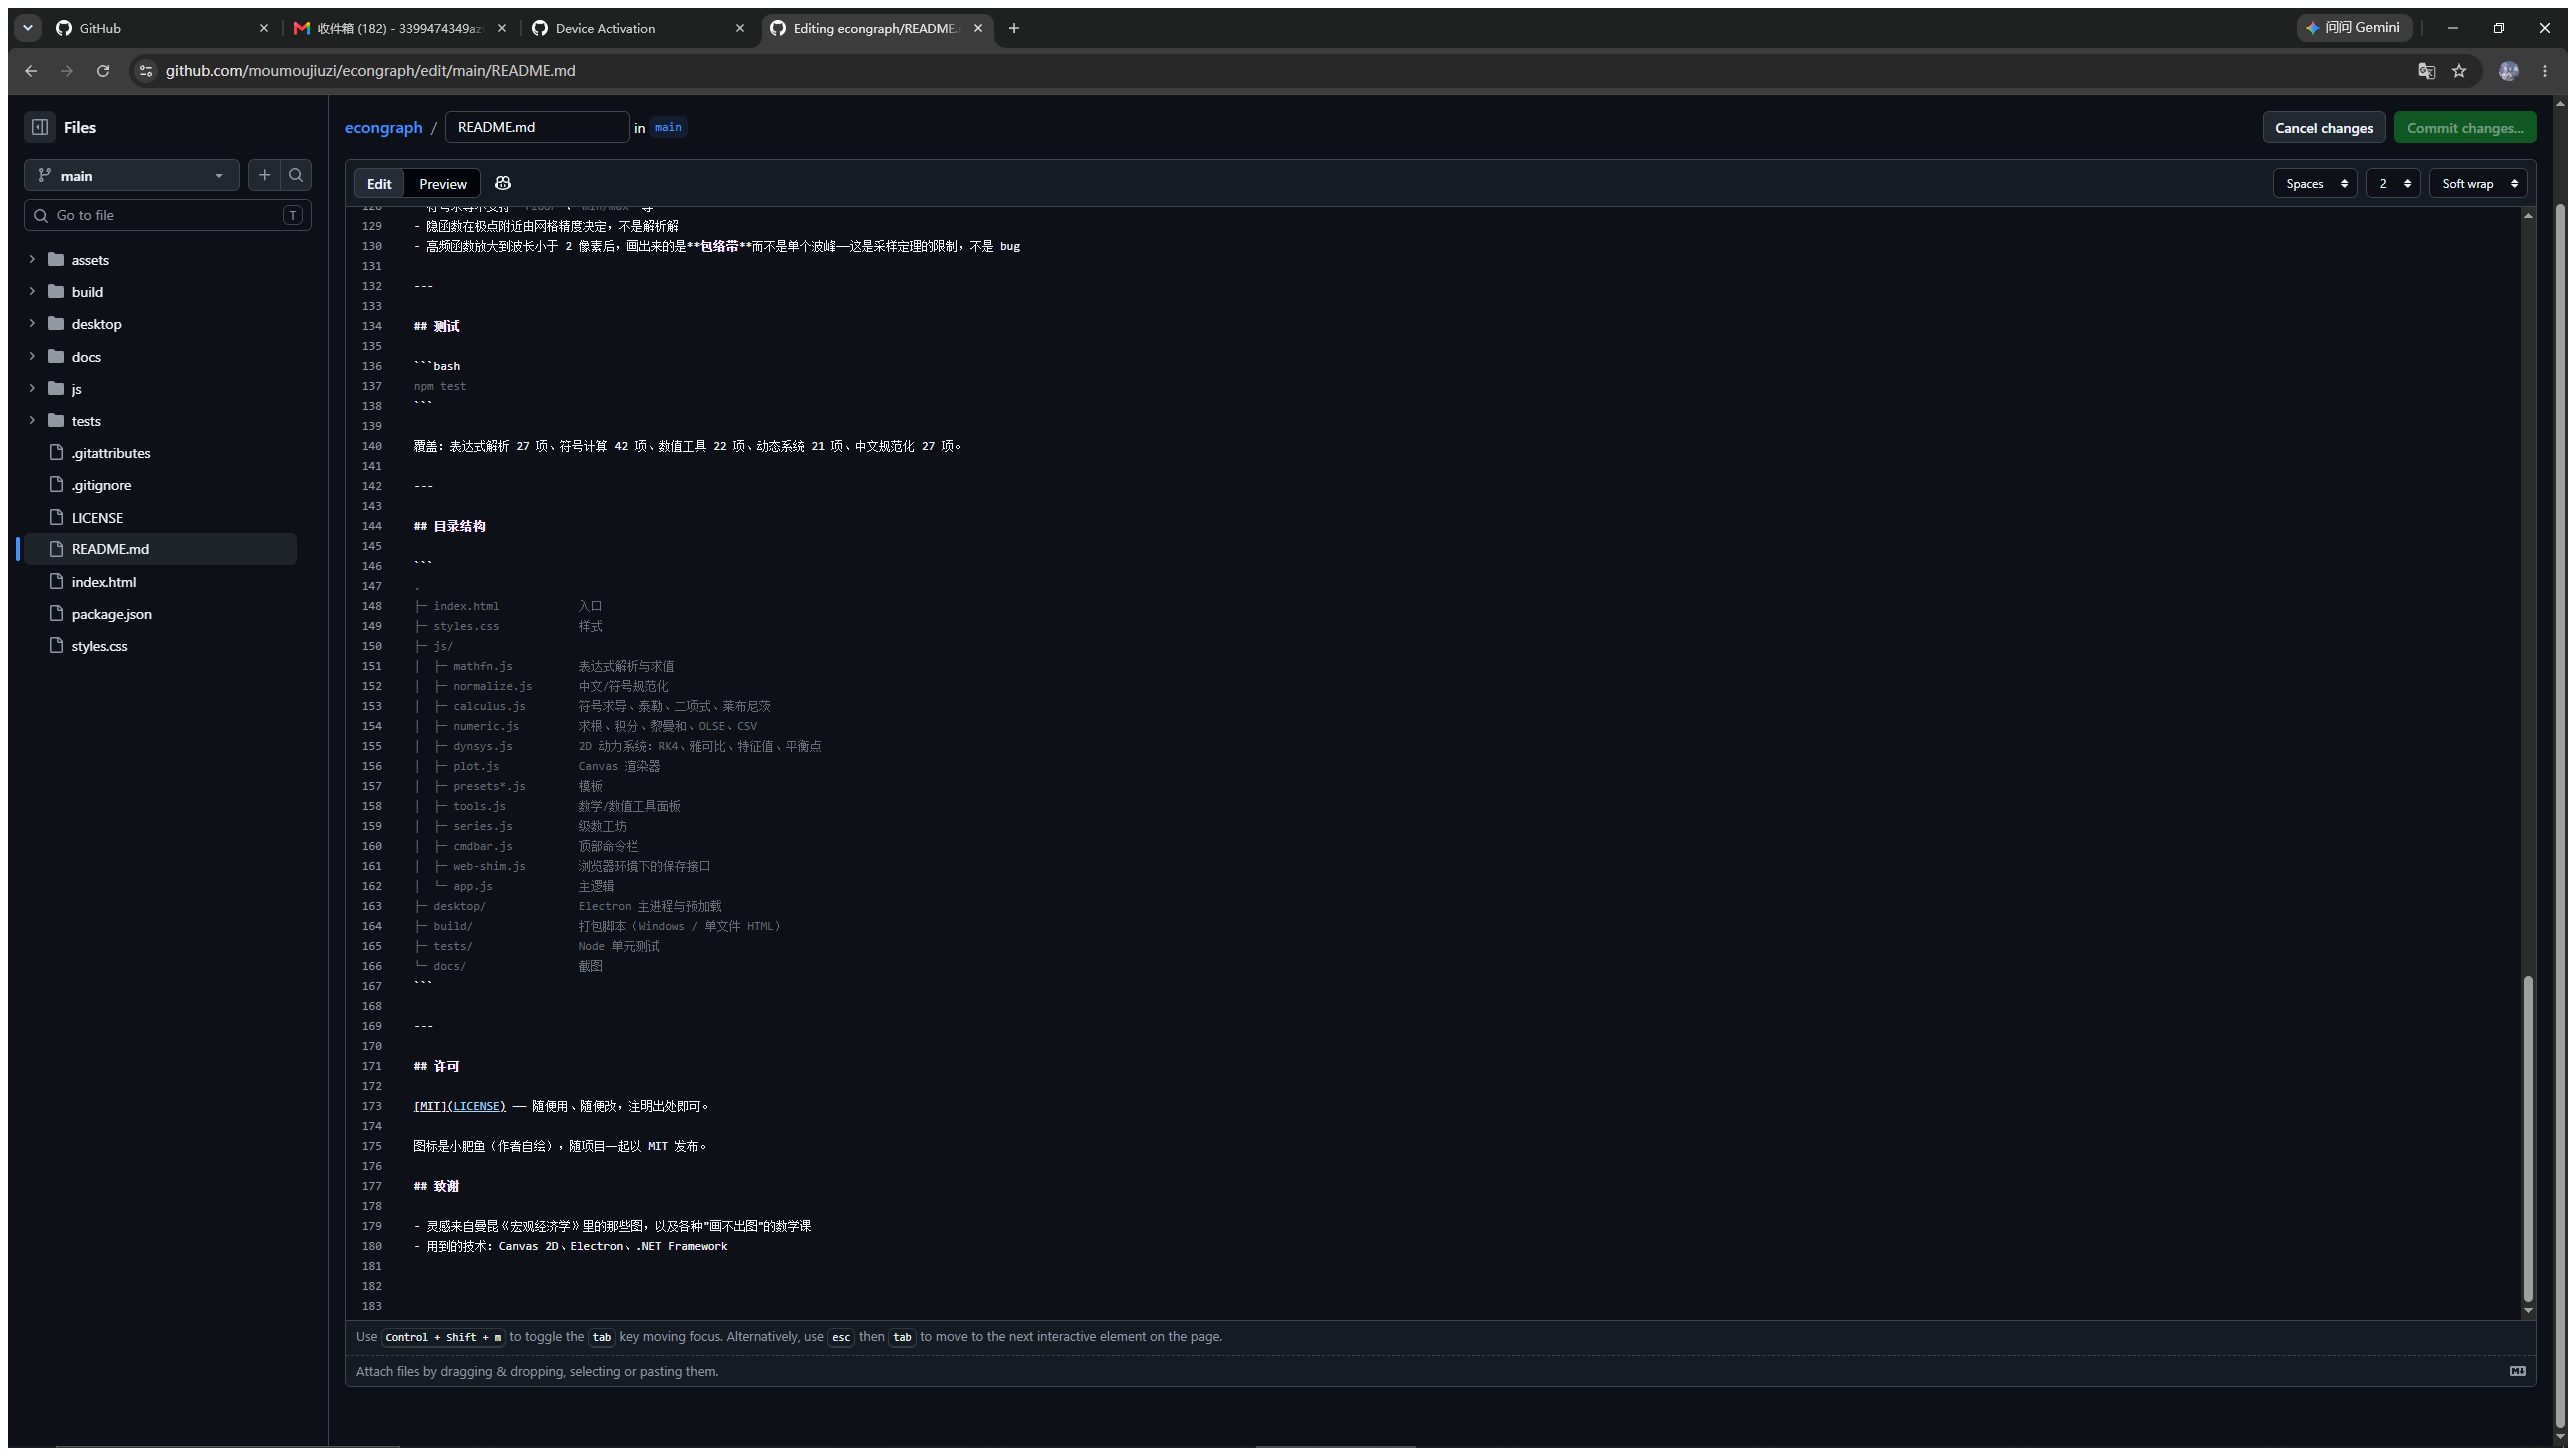 GitHub
收件箱 (182) - 3399474349az
Device Activation
Editing econgraph/README.
问问 Gemini
github.com/moumoujiuzi/econgraph/edit/main/README.md
Files
econgraph / README.md in main
Cancel changes
Commit changes...
main
Edit
Preview
Spaces
2
Soft wrap
Go to file
T
assets
build
desktop
docs
js
tests
.gitattributes
.gitignore
LICENSE
README.md
index.html
package.json
styles.css
129 - 隐函数在极点附近由网格精度决定，不是解析解
130 - 高频函数放大到波长小于 2 像素后，画出来的是**包络带**而不是单个波峰—这是采样定理的限制，不是 bug
131
132 ---
133
134 ## 测试
135
136 ```bash
137 npm test
138 ```
139
140 覆盖：表达式解析 27 项、符号计算 42 项、数值工具 22 项、动态系统 21 项、中文规范化 27 项。
141
142 ---
143
144 ## 目录结构
145
146 ```
147 .
148 ├─ index.html 入口
149 ├─ styles.css 样式
150 ├─ js/
151 │ ├─ mathfn.js 表达式解析与求值
152 │ ├─ normalize.js 中文/符号规范化
153 │ ├─ calculus.js 符号求导、泰勒、二项式、莱布尼茨
154 │ ├─ numeric.js 求根、积分、黎曼和、OLSE、CSV
155 │ ├─ dynsys.js 2D 动力系统：RK4、雅可比、特征值、平衡点
156 │ ├─ plot.js Canvas 渲染器
157 │ ├─ presets*.js 模板
158 │ ├─ tools.js 数学/数值工具面板
159 │ ├─ series.js 级数工坊
160 │ ├─ cmdbar.js 顶部命令栏
161 │ ├─ web-shim.js 浏览器环境下的保存接口
162 │ └─ app.js 主逻辑
163 ├─ desktop/ Electron 主进程与预加载
164 ├─ build/ 打包脚本（Windows / 单文件 HTML）
165 ├─ tests/ Node 单元测试
166 └─ docs/ 截图
167 ```
168
169 ---
170
171 ## 许可
172
173 [MIT](LICENSE) —— 随便用、随便改，注明出处即可。
174
175 图标是小肥鱼（作者自绘），随项目一起以 MIT 发布。
176
177 ## 致谢
178
179 - 灵感来自曼昆《宏观经济学》里的那些图，以及各种"画不出图"的数学课
180 - 用到的技术：Canvas 2D、Electron、.NET Framework
181
182
183
Use Control + Shift + m to toggle the tab key moving focus. Alternatively, use esc then tab to move to the next interactive element on the page.
Attach files by dragging & dropping, selecting or pasting them.